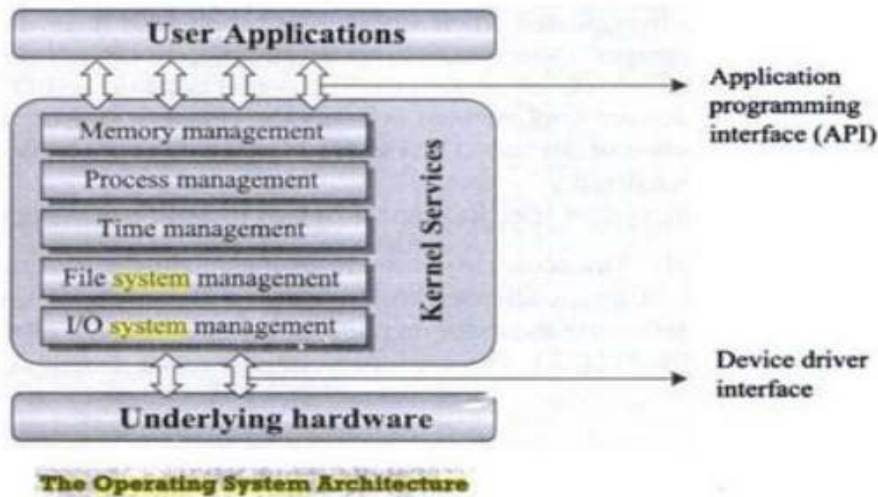 User Applications
Application
programming
interface (API)
Memory management
Process management
Time management
File system management
I/O system management
Kernel Services
Device driver
interface
Underlying hardware
The Operating System Architecture